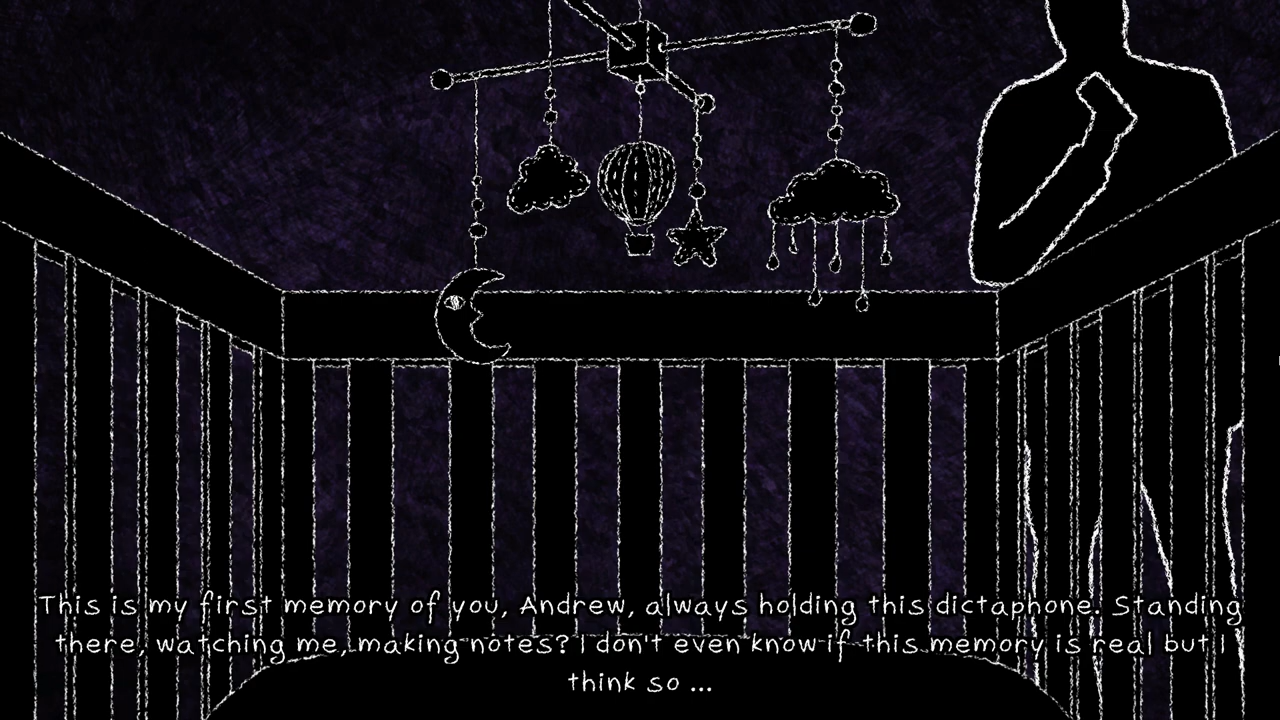 This is my first memory of you, Andrew, always holding this dictaphone. Standing
there, watching me, making notes? I don't even know if this memory is real but I
think so ...